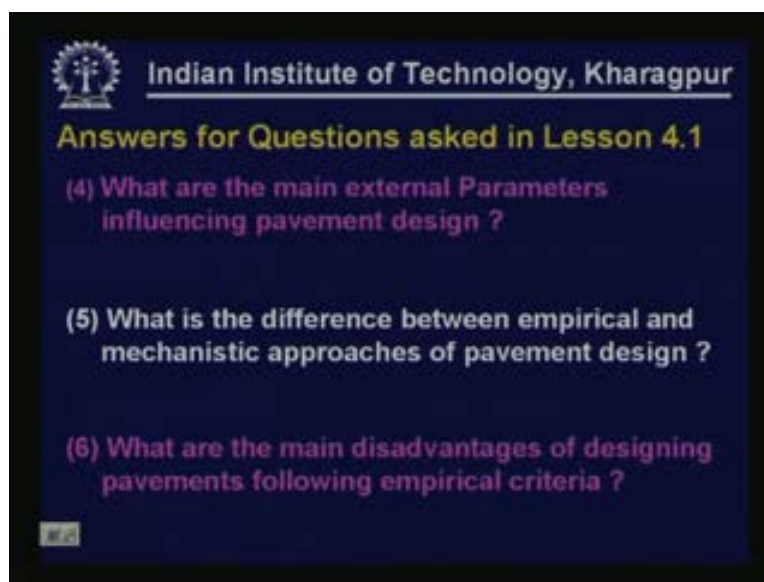 Indian Institute of Technology, Kharagpur
Answers for Questions asked in Lesson 4.1
(4) What are the main external Parameters
influencing pavement design ?
(5) What is the difference between empirical and
mechanistic approaches of pavement design ?
(6) What are the main disadvantages of designing
pavements following empirical criteria ?